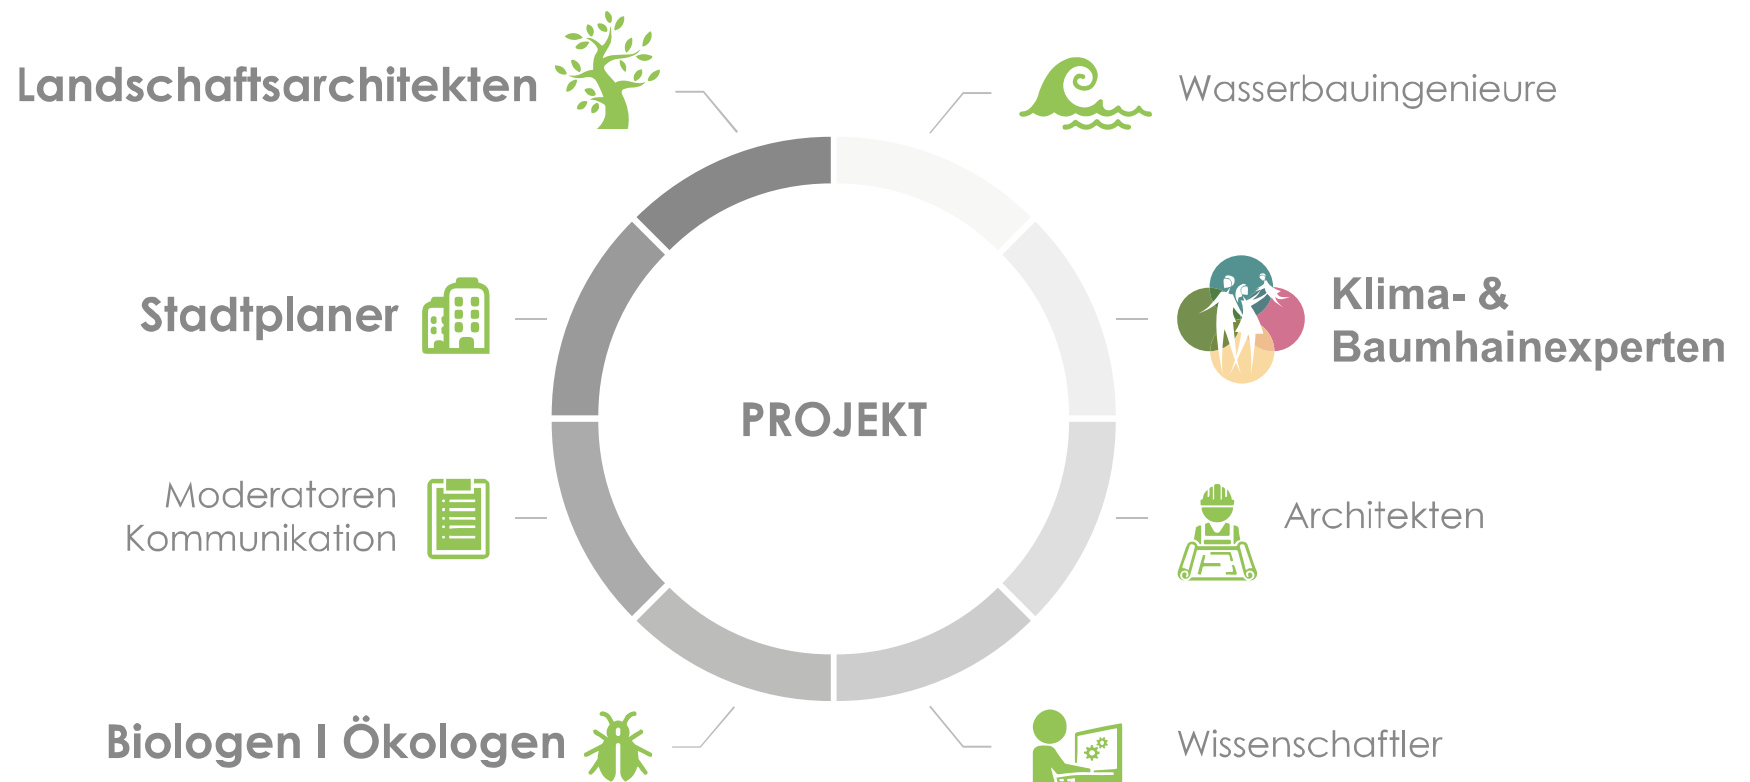 Landschaftsarchitekten
Wasserbauingenieure
Stadtplaner
Klima- &
Baumhainexperten
PROJEKT
Moderatoren
Kommunikation
Architekten
Biologen I Ökologen
Wissenschaftler